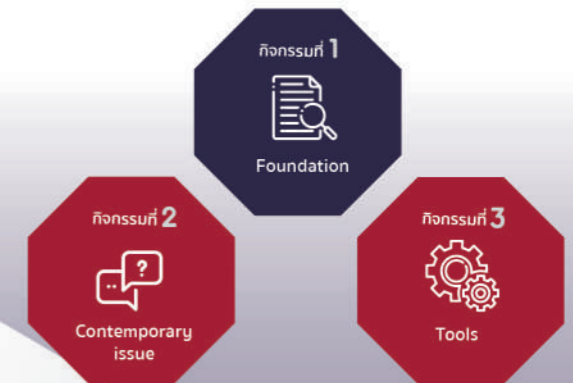 กิจกรรมที่ 1
Foundation
กิจกรรมที่ 2
?
Contemporary
issue
กิจกรรมที่ 3
Tools